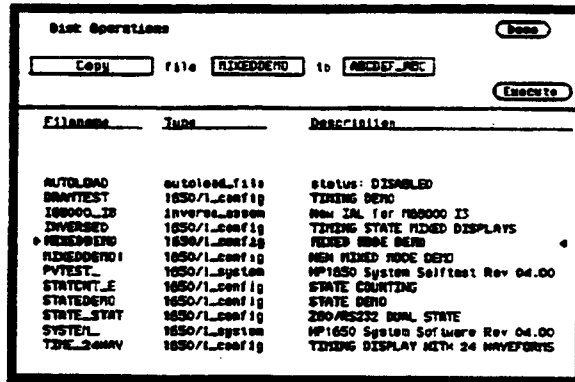 Disk Operations
Done
Copy file MIXEDDEMO to ABCDEF_ABC
Execute
Filename Type Description
AUTOLOAD autoload_file status: DISABLED
DRAMTEST 1650/1_config TIMING DEMO
I68000_I3 inverse_assem New IAL for M68000 I3
INVERSED 1650/1_config TIMING STATE MIXED DISPLAYS
MIXEDDEMO 1650/1_config MIXED MODE DEMO
MIXEDDEMO1 1650/1_config NEW MIXED MODE DEMO
PVTEST_ 1650/1_system HP1650 System Selftest Rev 04.00
STATCNT_E 1650/1_config STATE COUNTING
STATEDEMO 1650/1_config STATE DEMO
STATE_STAT 1650/1_config Z80/RS232 DUAL STATE
SYSTEM_ 1650/1_system HP1650 System Software Rev 04.00
TIME_24WAV 1650/1_config TIMING DISPLAY WITH 24 WAVEFORMS